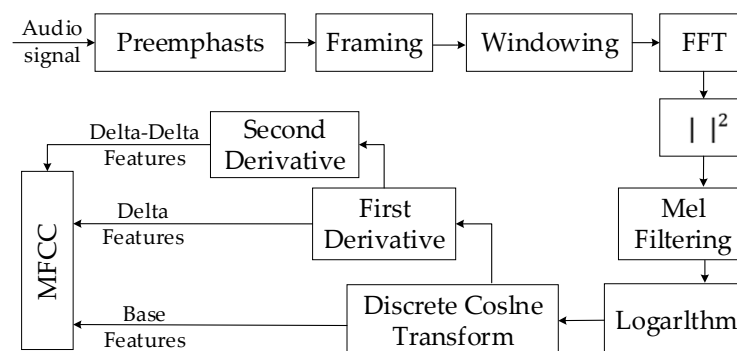 Audio
signal
Preemphasts
Framing
Windowing
FFT
| |²
Mel
Filtering
Logarlthm
Discrete Coslne
Transform
First
Derivative
Second
Derivative
Delta-Delta
Features
Delta
Features
Base
Features
MFCC